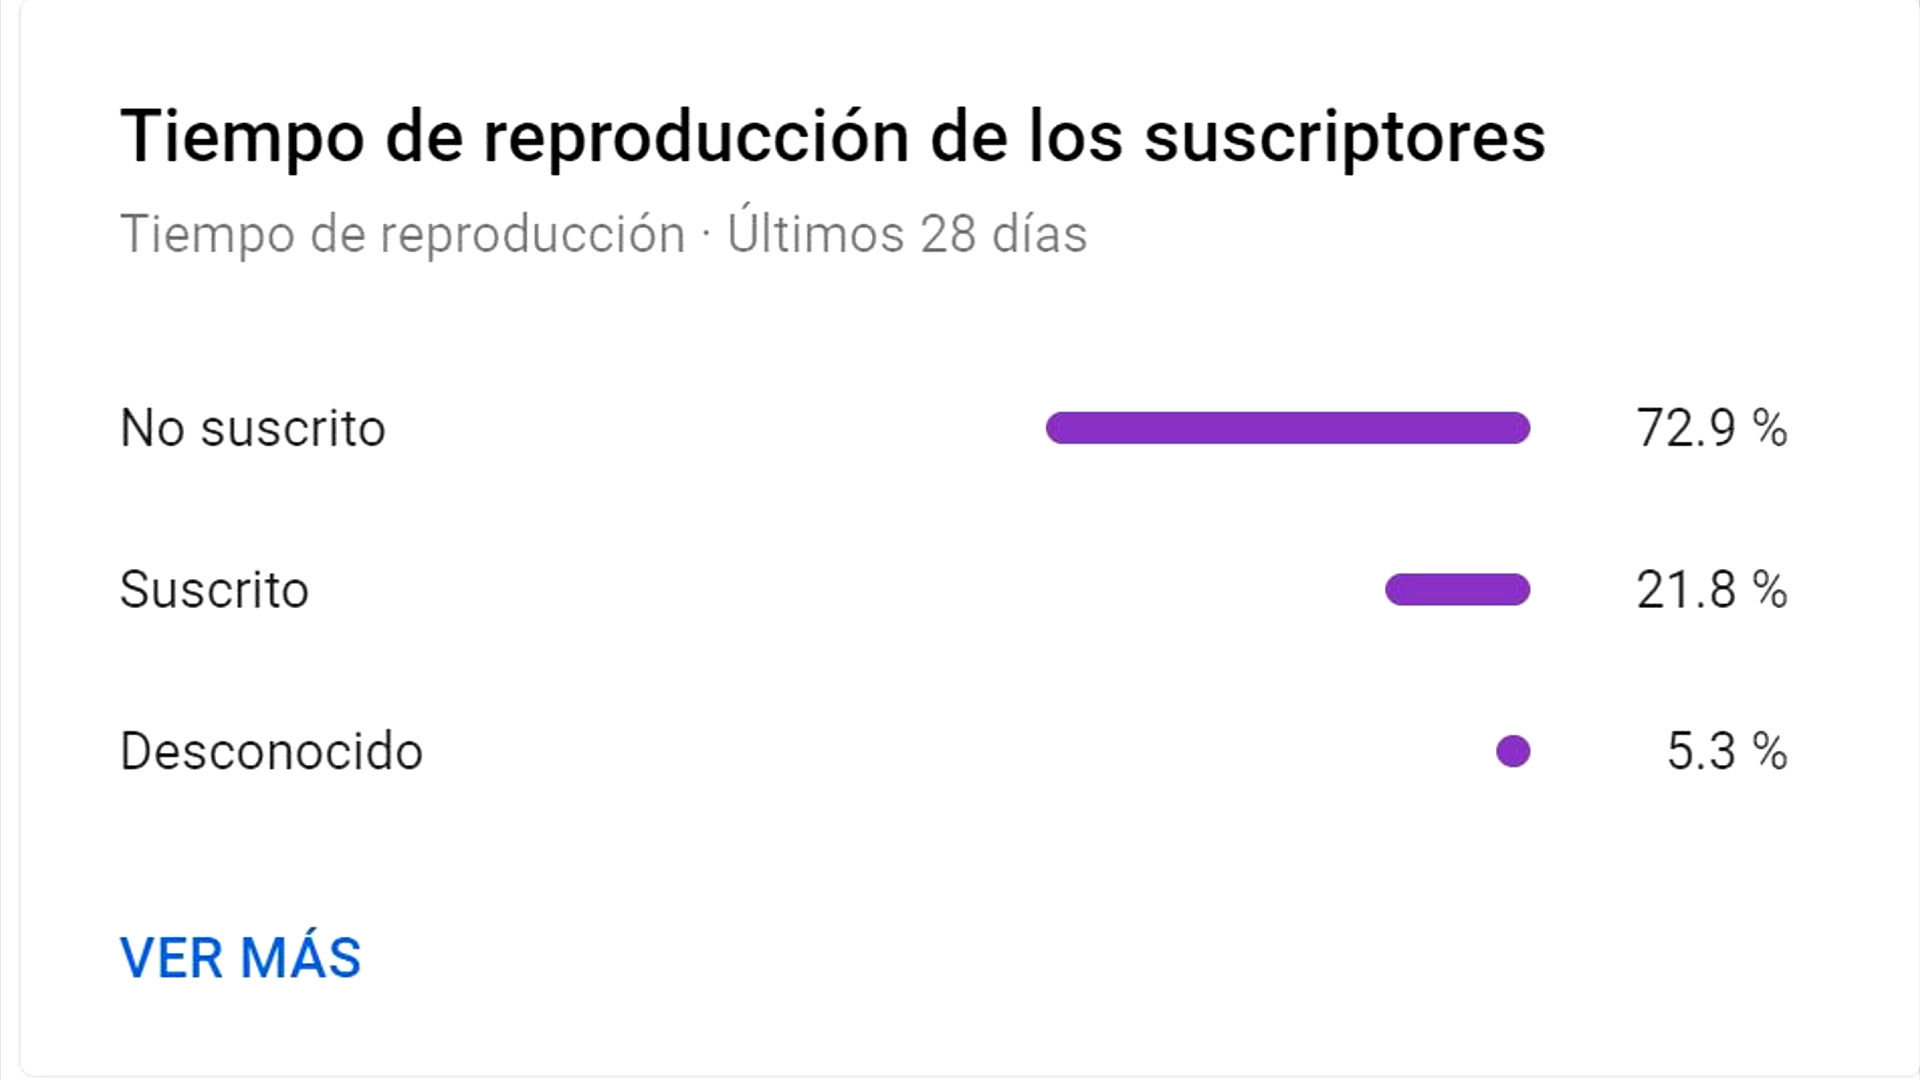 Tiempo de reproducción de los suscriptores
Tiempo de reproducción · Últimos 28 días
No suscrito 72.9 %
Suscrito 21.8 %
Desconocido 5.3 %
VER MÁS